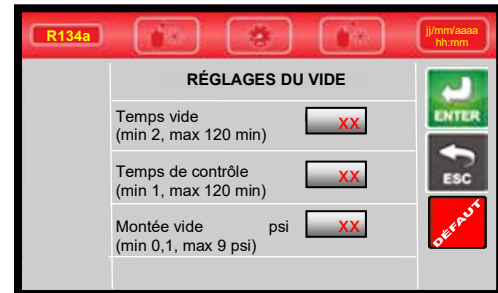 R134a
jj/mm/aaaa
hh:mm
RÉGLAGES DU VIDE
Temps vide
(min 2, max 120 min)
XX
ENTER
Temps de contrôle
(min 1, max 120 min)
XX
ESC
Montée vide psi
(min 0,1, max 9 psi)
XX
DÉFAUT